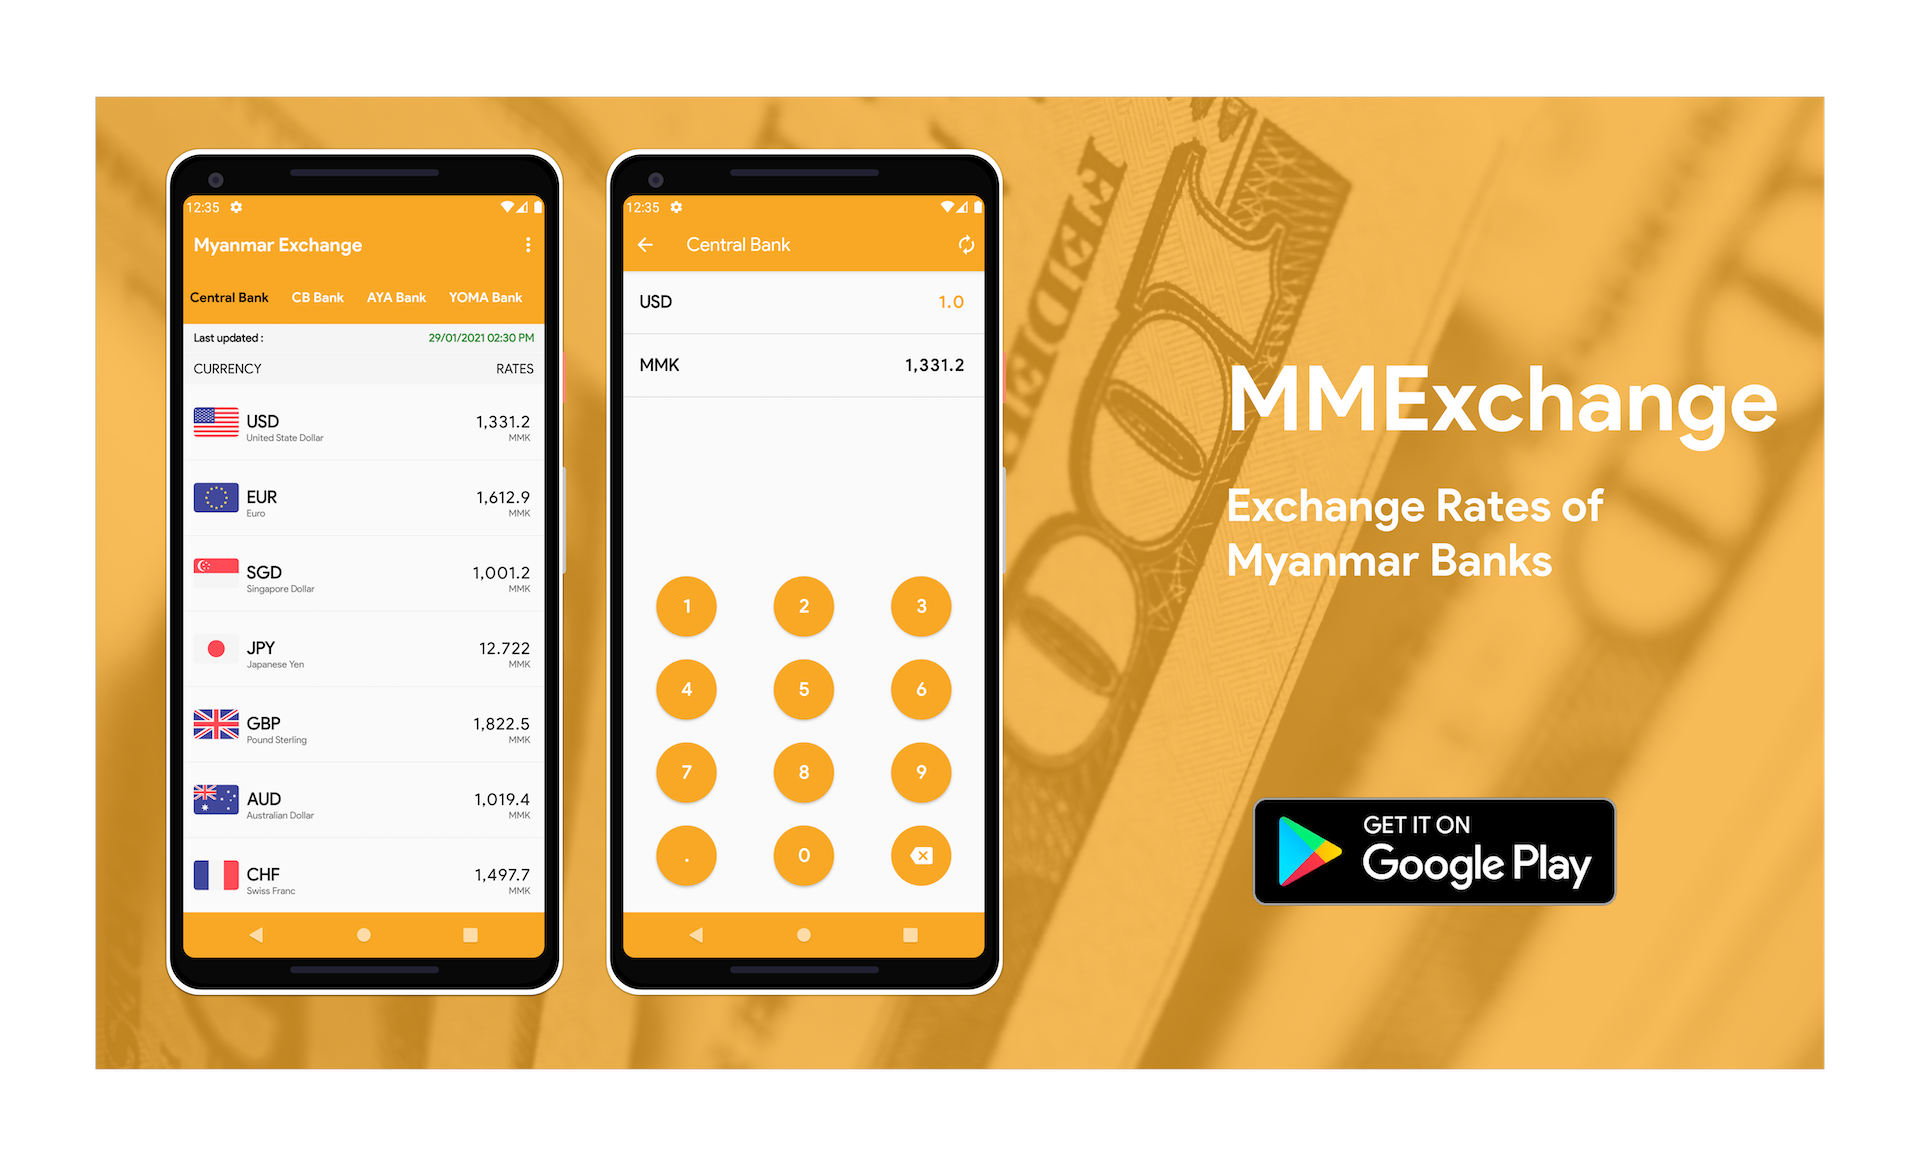 12:35
Myanmar Exchange
Central Bank CB Bank AYA Bank YOMA Bank
Last updated : 29/01/2021 02:30 PM
CURRENCY RATES
USD 1,331.2
United State Dollar MMK
EUR 1,612.9
Euro MMK
SGD 1,001.2
Singapore Dollar MMK
JPY 12.722
Japanese Yen MMK
GBP 1,822.5
Pound Sterling MMK
AUD 1,019.4
Australian Dollar MMK
CHF 1,497.7
Swiss Franc MMK
12:35
Central Bank
USD 1.0
MMK 1,331.2
1 2 3
4 5 6
7 8 9
. 0
FEDER
100
MMExchange
Exchange Rates of
Myanmar Banks
GET IT ON
Google Play